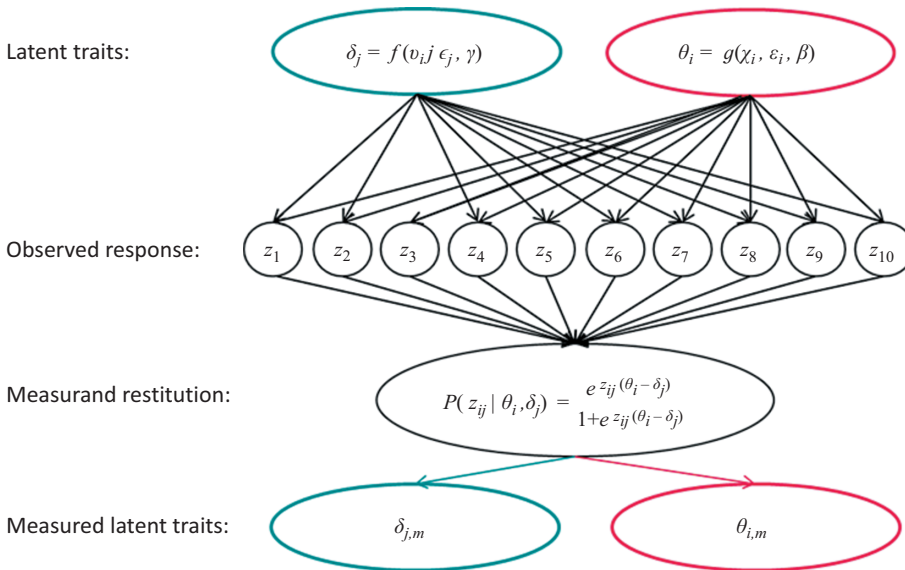 Latent traits: δⱼ = f(υᵢj ϵⱼ, γ) θᵢ = g(χᵢ, εᵢ, β)
Observed response: z₁ z₂ z₃ z₄ z₅ z₆ z₇ z₈ z₉ z₁₀
Measurand restitution: P( zᵢⱼ | θᵢ,δⱼ) = e^zᵢⱼ(θᵢ−δⱼ) / 1+e^zᵢⱼ(θᵢ−δⱼ)
Measured latent traits: δⱼ,ₘ θᵢ,ₘ